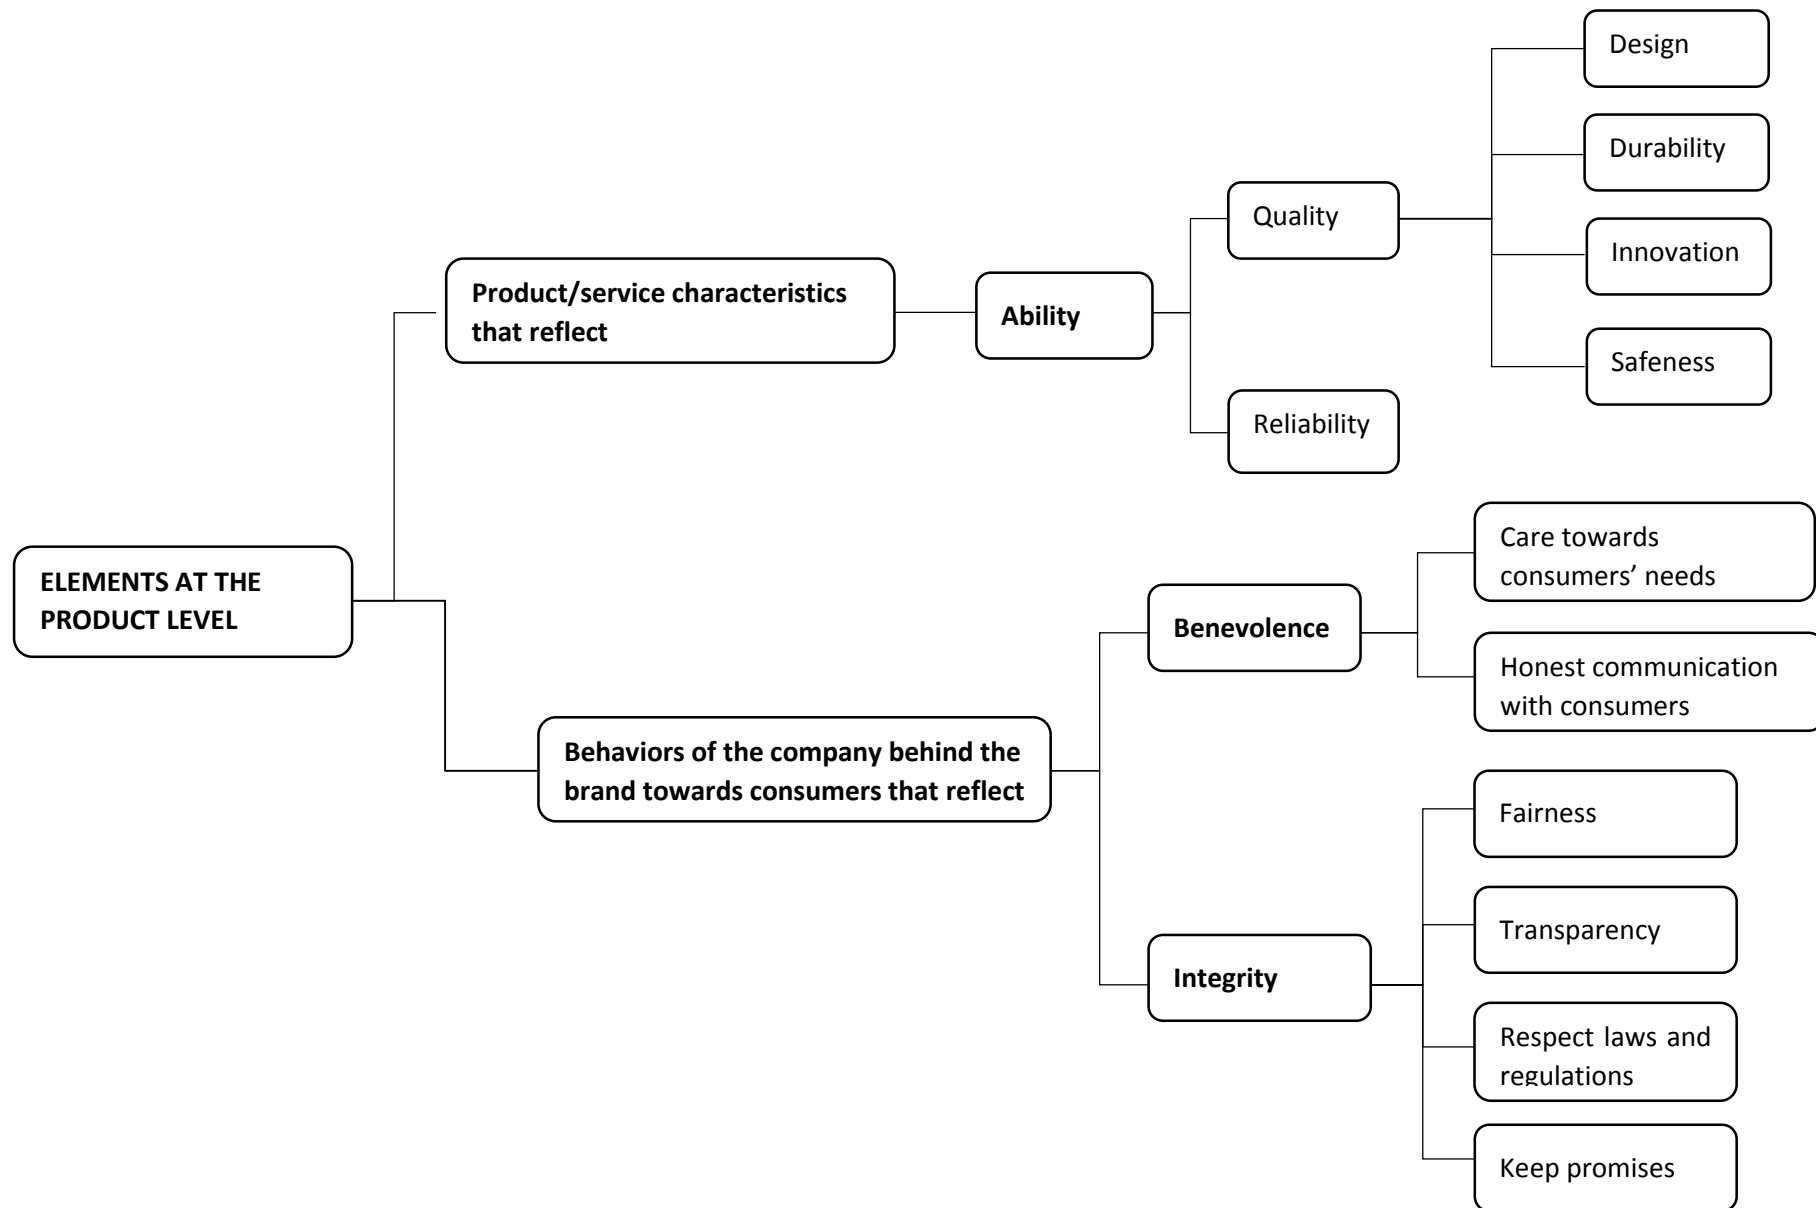 Design
Durability
Quality
Innovation
Product/service characteristics
that reflect
Ability
Safeness
Reliability
Care towards
consumers’ needs
ELEMENTS AT THE
PRODUCT LEVEL
Benevolence
Honest communication
with consumers
Behaviors of the company behind the
brand towards consumers that reflect
Fairness
Transparency
Integrity
Respect laws and
regulations
Keep promises